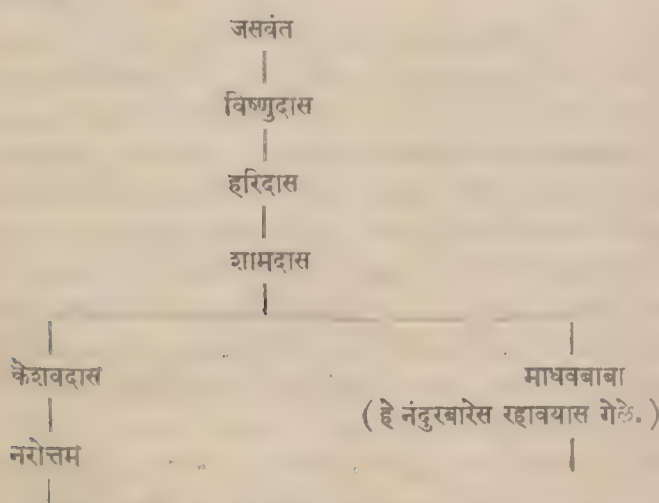 जसवंत
विष्णुदास
हरिदास
शामदास
केशवदास माधवबाबा
( हे नंदुरबारेस रहावयास गेले. )
नरोत्तम